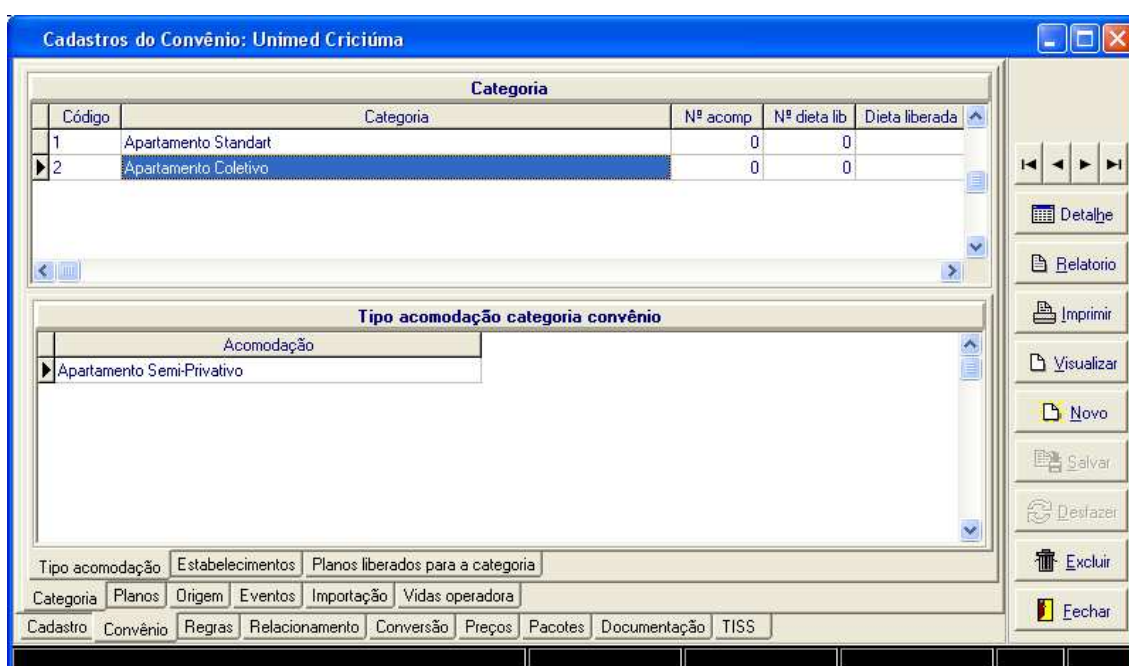 Cadastros do Convênio: Unimed Criciúma
Categoria
Código Categoria Nº acomp Nº dieta lib Dieta liberada
1 Apartamento Standart 0 0
2 Apartamento Coletivo 0 0
Detalhe
Relatorio
Imprimir
Visualizar
Novo
Salvar
Desfazer
Excluir
Fechar
Tipo acomodação categoria convênio
Acomodação
Apartamento Semi-Privativo
Tipo acomodação Estabelecimentos Planos liberados para a categoria
Categoria Planos Origem Eventos Importação Vidas operadora
Cadastro Convênio Regras Relacionamento Conversão Preços Pacotes Documentação TISS